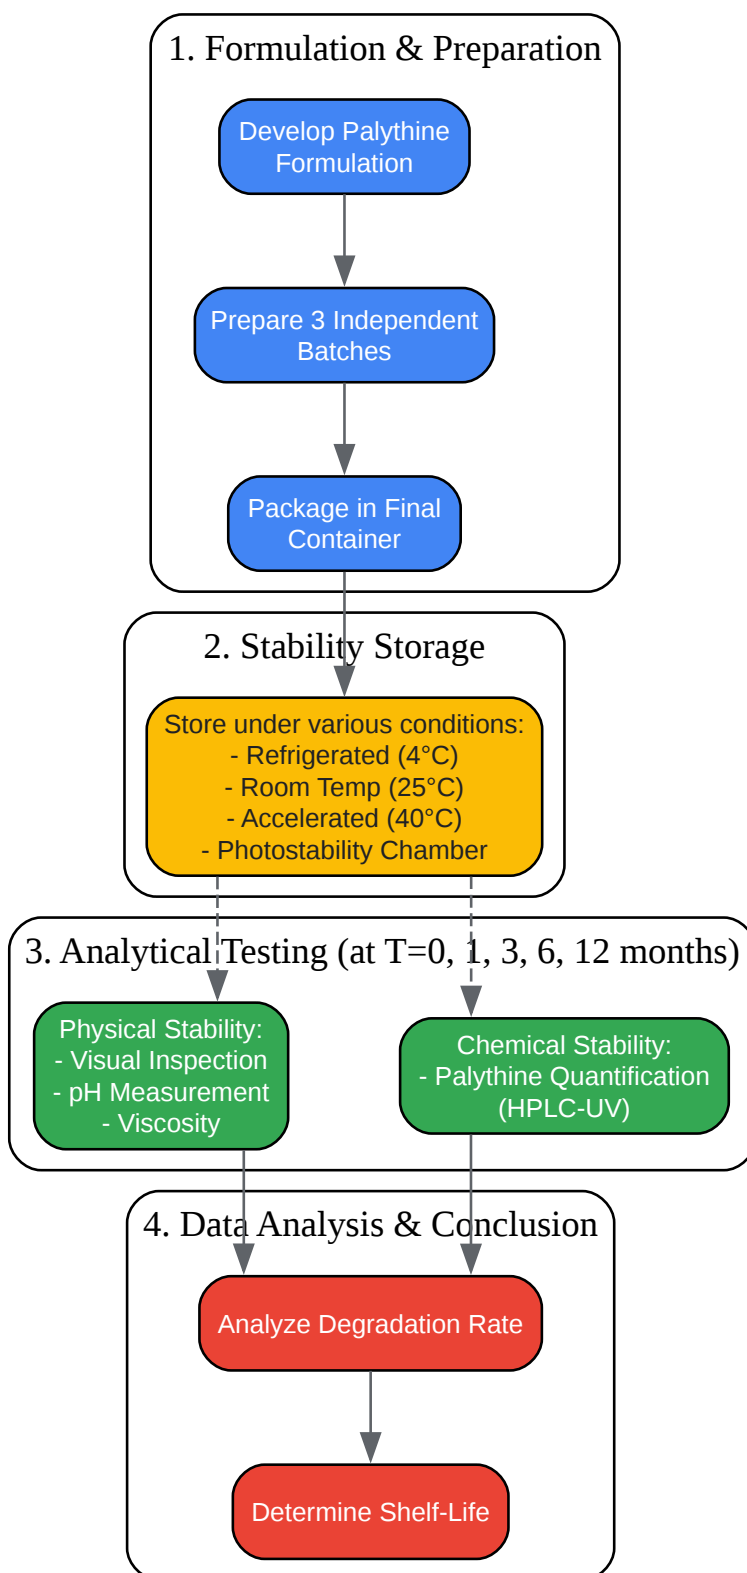 1. Formulation & Preparation
Develop Palythine
Formulation
Prepare 3 Independent
Batches
Package in Final
Container
2. Stability Storage
Store under various conditions:
- Refrigerated (4°C)
- Room Temp (25°C)
- Accelerated (40°C)
- Photostability Chamber
3. Analytical Testing (at T=0, 1, 3, 6, 12 months)
Physical Stability:
- Visual Inspection
- pH Measurement
- Viscosity
Chemical Stability:
- Palythine Quantification
(HPLC-UV)
4. Data Analysis & Conclusion
Analyze Degradation Rate
Determine Shelf-Life